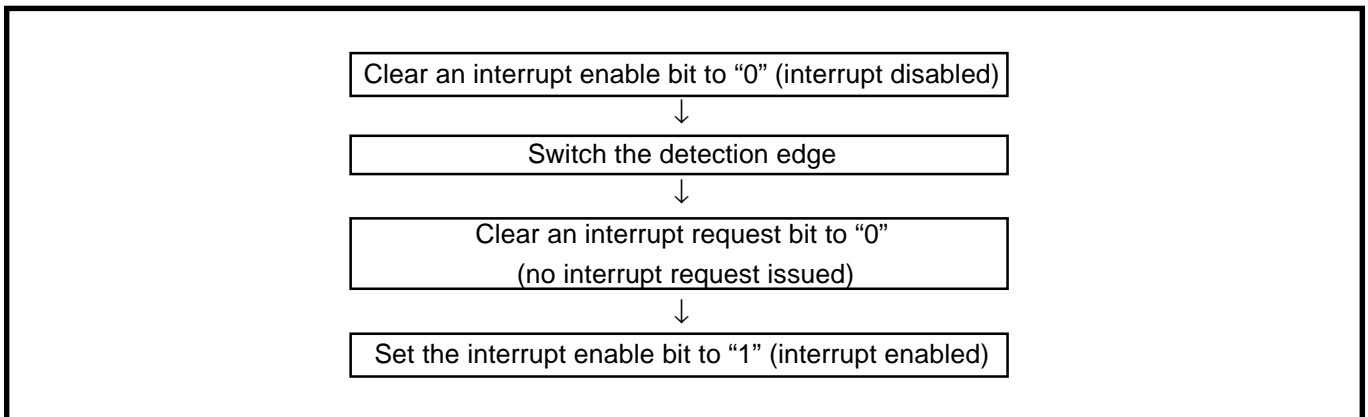 Clear an interrupt enable bit to “0” (interrupt disabled)
↓
Switch the detection edge
↓
Clear an interrupt request bit to “0”
(no interrupt request issued)
↓
Set the interrupt enable bit to “1” (interrupt enabled)